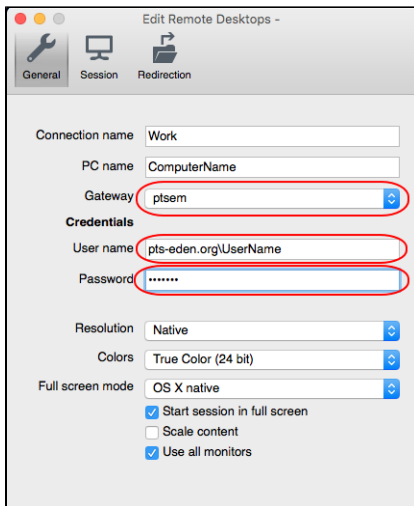 Edit Remote Desktops -
General Session Redirection
Connection name Work
PC name ComputerName
Gateway ptsem
Credentials
User name pts-eden.org\UserName
Password •••••••
Resolution Native
Colors True Color (24 bit)
Full screen mode OS X native
Start session in full screen
Scale content
Use all monitors